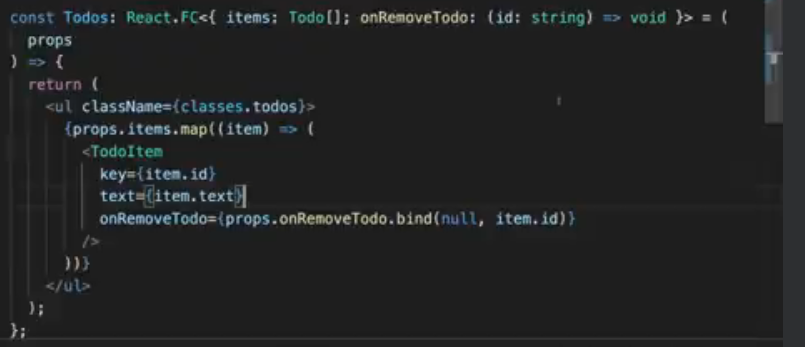 const Todos: React.FC<{ items: Todo[]; onRemoveTodo: (id: string) => void }> = (
  props
) => {
  return (
    <ul className={classes.todos}>
      {props.items.map((item) => (
        <TodoItem
          key={item.id}
          text={item.text}
          onRemoveTodo={props.onRemoveTodo.bind(null, item.id)}
        />
      ))}
    </ul>
  );
};